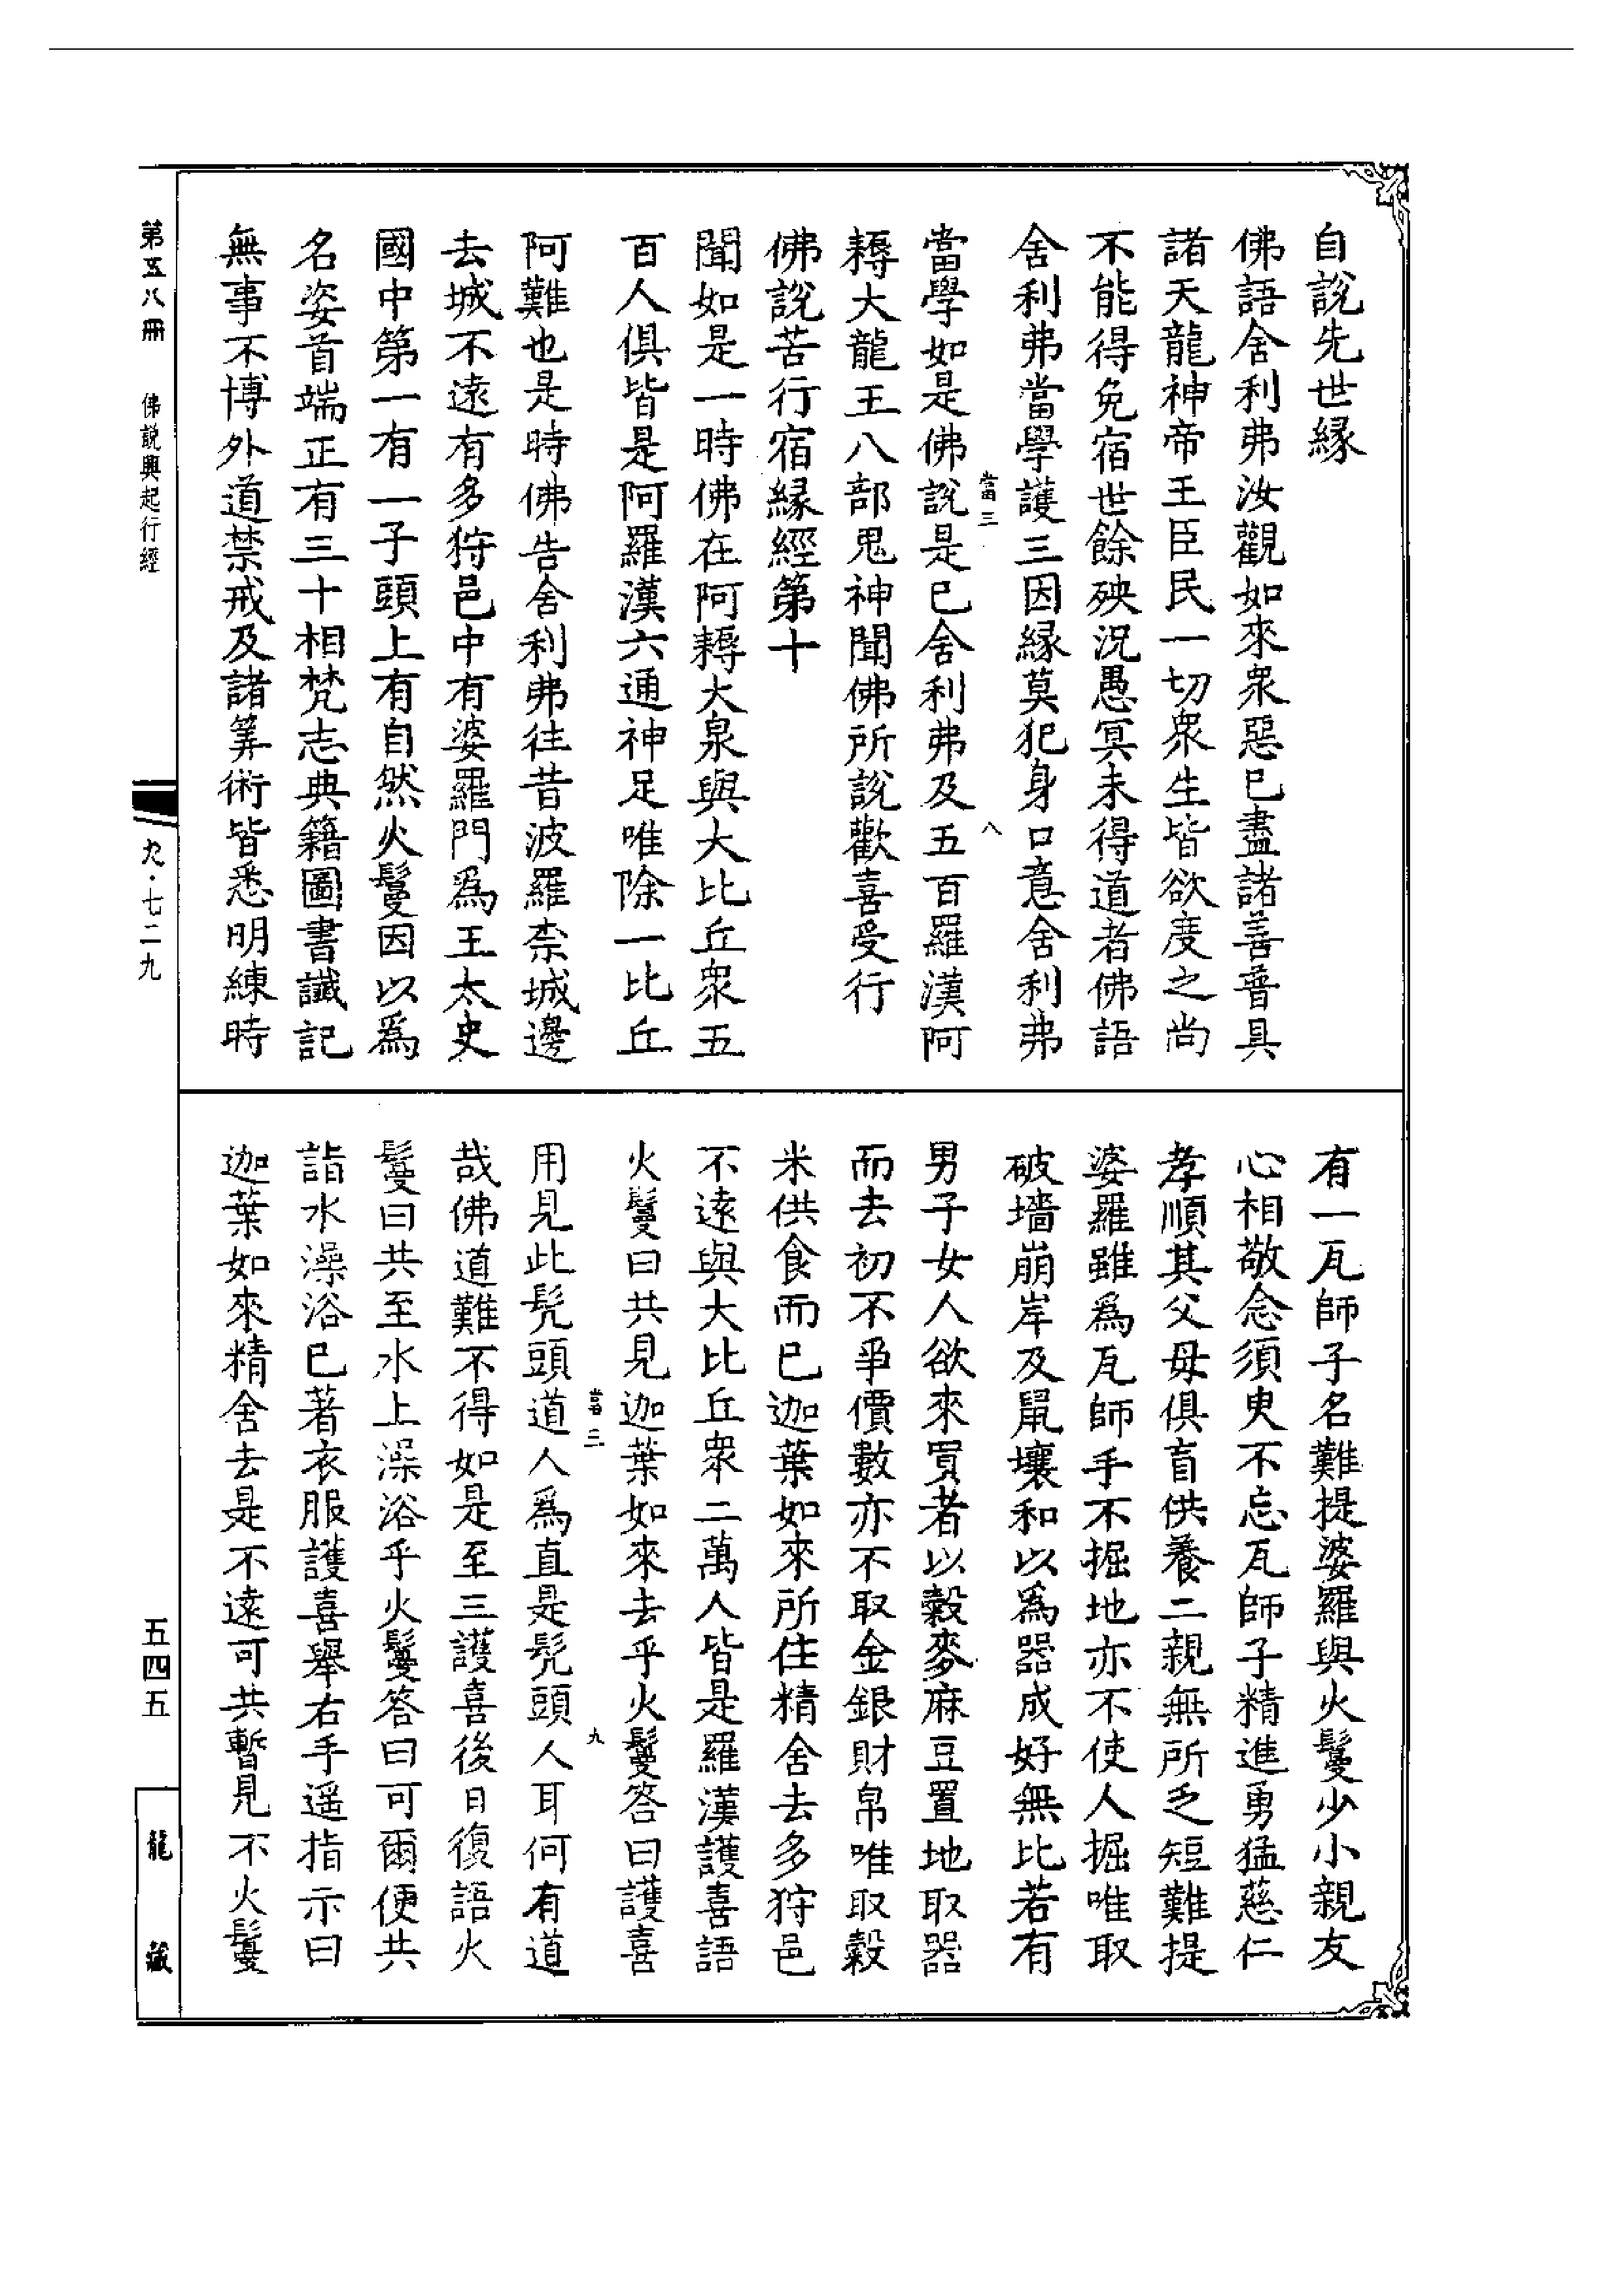 自說先世緣
佛語舍利弗汝觀如來衆惡已盡諸善普具
諸天龍神帝王臣民一切衆生皆欲度之尚
不能得免宿世餘殃況愚冥未得道者佛語
舍利弗當學護三因緣莫犯身口意舍利弗
當三
八
當學如是佛說是已舍利弗及五百羅漢阿
耨大龍王八部鬼神聞佛所說歡喜受行
佛說苦行宿緣經第十
聞如是一時佛在阿耨大泉與大比丘衆五
百人俱皆是阿羅漢六通神足唯除一比丘
阿難也是時佛告舍利弗往昔波羅柰城邊
去城不遠有多狩邑中有婆羅門爲王太史
國中第一有一子頭上有自然火鬘因以爲
名姿首端正有三十相梵志典籍圖書讖記
無事不博外道禁戒及諸筭術皆悉明練時
有一瓦師子名難提婆羅與火鬘少小親友
心相敬念須臾不忘瓦師子精進勇猛慈仁
孝順其父母俱盲供養二親無所乏短難提
婆羅雖爲瓦師手不掘地亦不使人掘唯取
破墻崩岸及鼠壤和以爲器成好無比若有
男子女人欲來買者以穀麥麻豆置地取器
而去初不爭價數亦不取金銀財帛唯取穀
米供食而已迦葉如來所住精舍去多狩邑
不遠與大比丘衆二萬人皆是羅漢護喜語
火鬘曰共見迦葉如來去乎火鬘答曰護喜
當三
九
用見此髡頭道人爲直是髡頭人耳何有道
哉佛道難不得如是至三護喜後日復語火
鬘曰共至水上澡浴乎火鬘答曰可爾便共
詣水澡浴已著衣服護喜舉右手遥指示曰
迦葉如來精舍去是不遠可共暫見不火鬘
第五八冊
佛說興起行經
九·七二九
五四五
龍藏